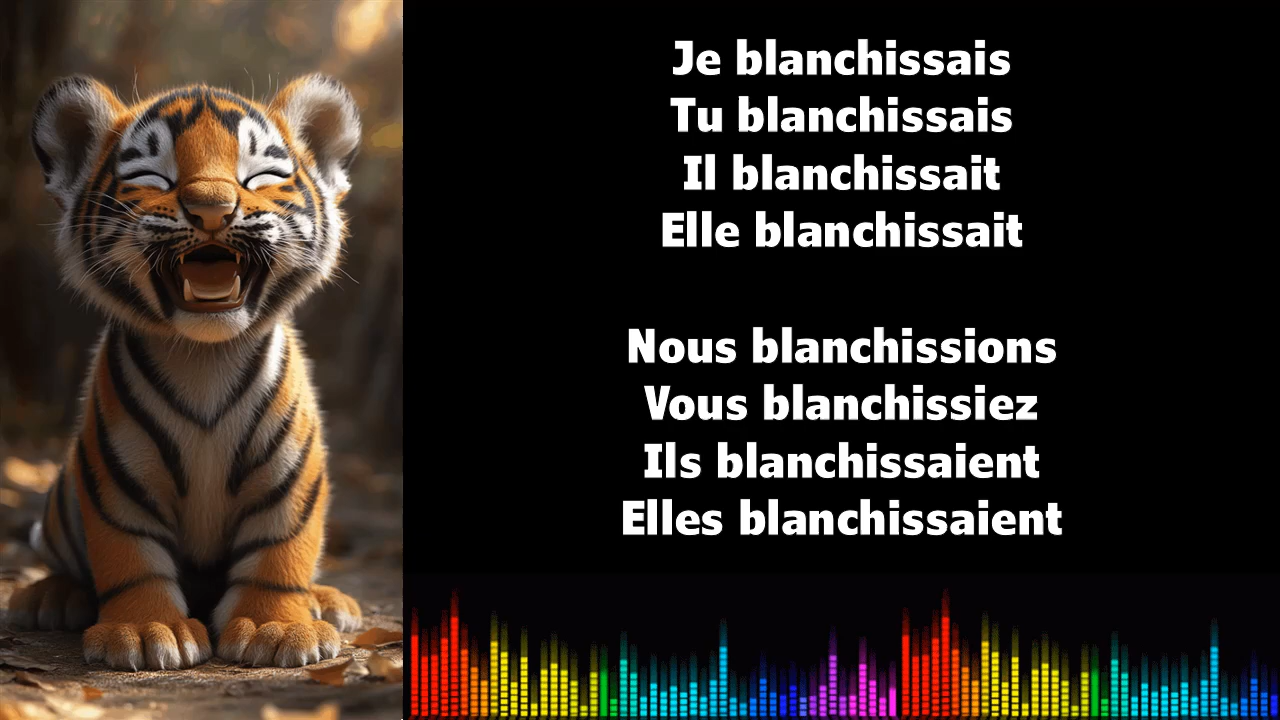 Je blanchissais
Tu blanchissais
Il blanchissait
Elle blanchissait
Nous blanchissions
Vous blanchissiez
Ils blanchissaient
Elles blanchissaient